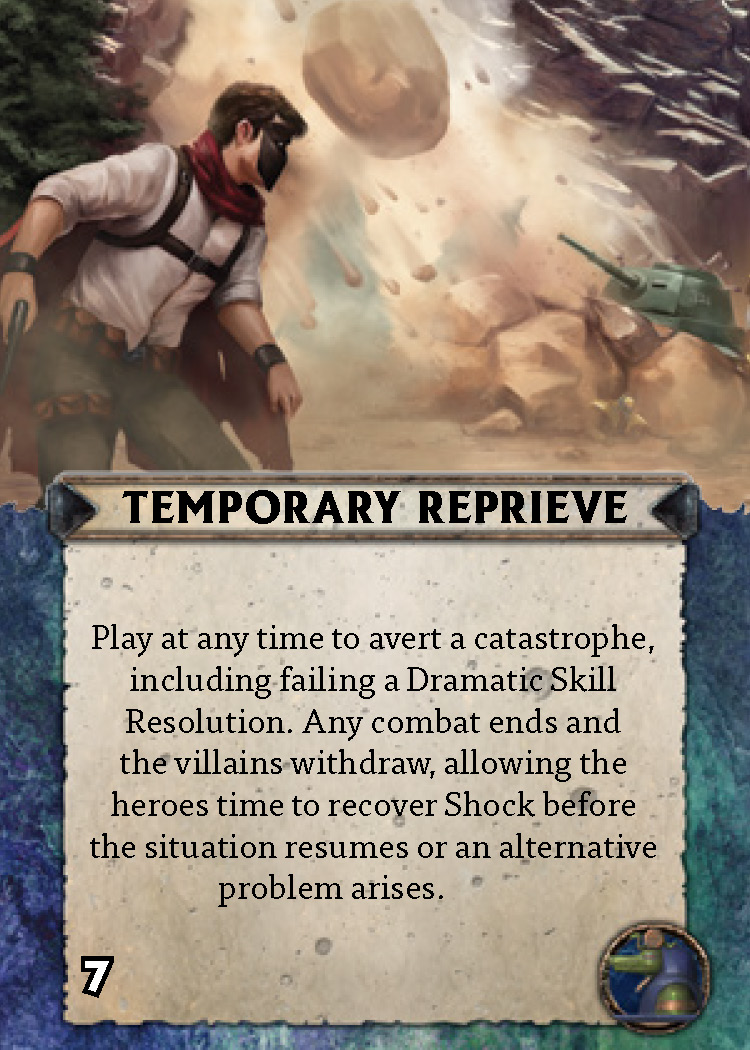 TEMPORARY REPRIEVE
Play at any time to avert a catastrophe,
including failing a Dramatic Skill
Resolution. Any combat ends and
the villains withdraw, allowing the
heroes time to recover Shock before
the situation resumes or an alternative
problem arises.
7